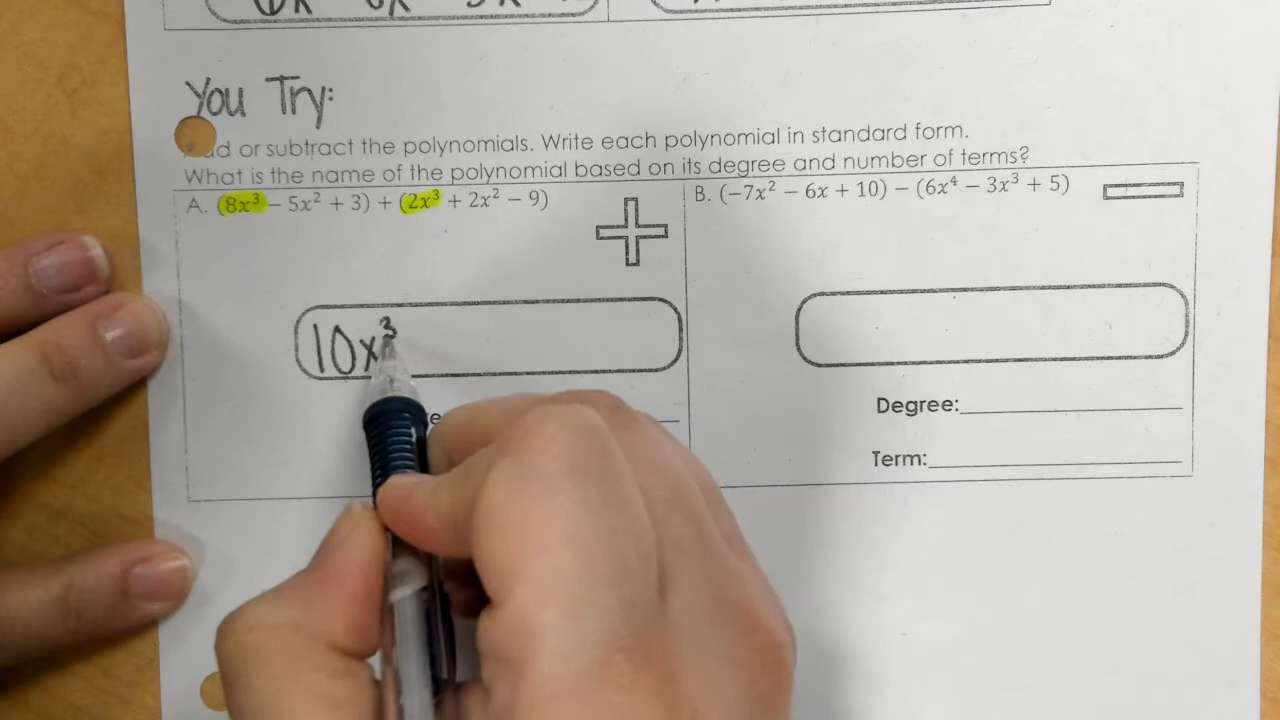 You Try:
or subtract the polynomials. Write each polynomial in standard form.
What is the name of the polynomial based on its degree and number of terms?
A. (8x³ − 5x² + 3) + (2x³ + 2x² − 9)
B. (−7x² − 6x + 10) − (6x⁴ − 3x³ + 5)
10x³
Degree:
Term: